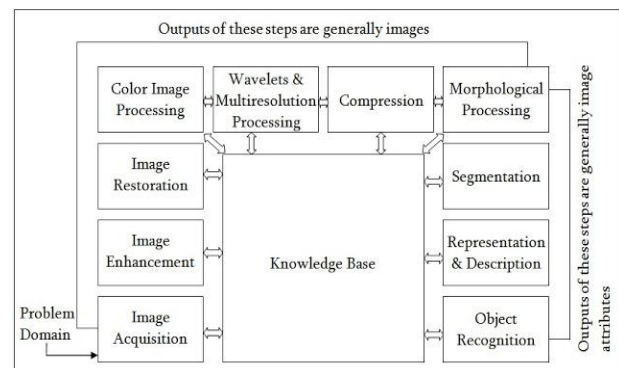 Outputs of these steps are generally images
Color Image
Processing
Wavelets &
Multiresolution
Processing
Compression
Morphological
Processing
Image
Restoration
Segmentation
Image
Enhancement
Knowledge Base
Representation
& Description
Problem
Domain
Image
Acquisition
Object
Recognition
Outputs of these steps are generally image
attributes